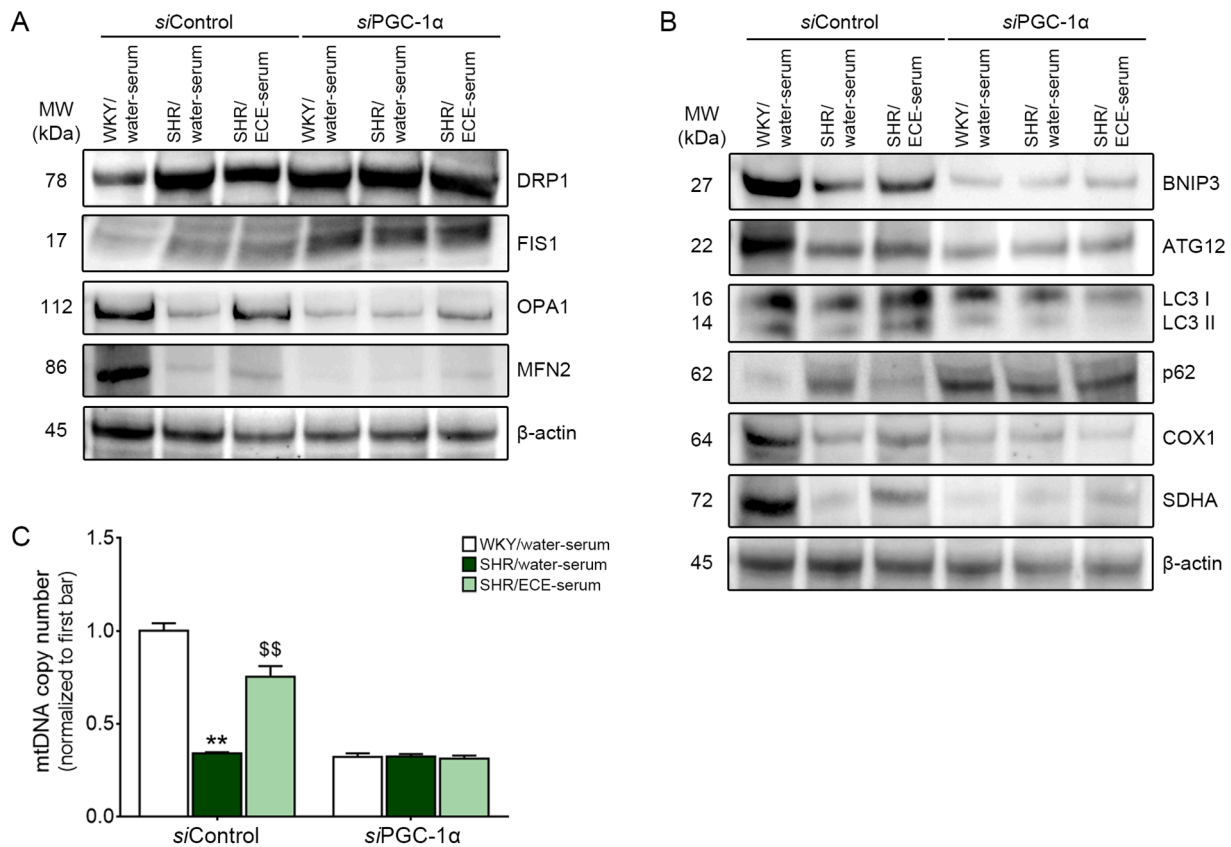 A
siControl
siPGC-1α
MW
(kDa)
WKY/
water-serum
SHR/
water-serum
SHR/
ECE-serum
WKY/
water-serum
SHR/
water-serum
SHR/
ECE-serum
78
DRP1
17
FIS1
112
OPA1
86
MFN2
45
β-actin
B
siControl
siPGC-1α
MW
(kDa)
WKY/
water-serum
SHR/
water-serum
SHR/
ECE-serum
WKY/
water-serum
SHR/
water-serum
SHR/
ECE-serum
27
BNIP3
22
ATG12
16
LC3 I
14
LC3 II
62
p62
64
COX1
72
SDHA
45
β-actin
C
mtDNA copy number
(normalized to first bar)
1.5
1.0
0.5
0.0
WKY/water-serum
SHR/water-serum
SHR/ECE-serum
$$
**
siControl
siPGC-1α